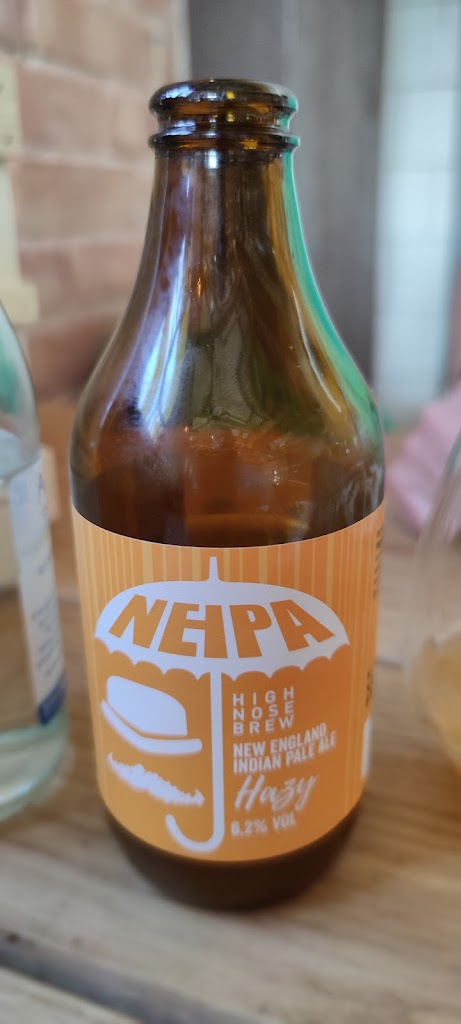 NEIPA
HIGH
NOSE
BREW
NEW ENGLAND
INDIAN PALE ALE
Hazy
6.2% VOL